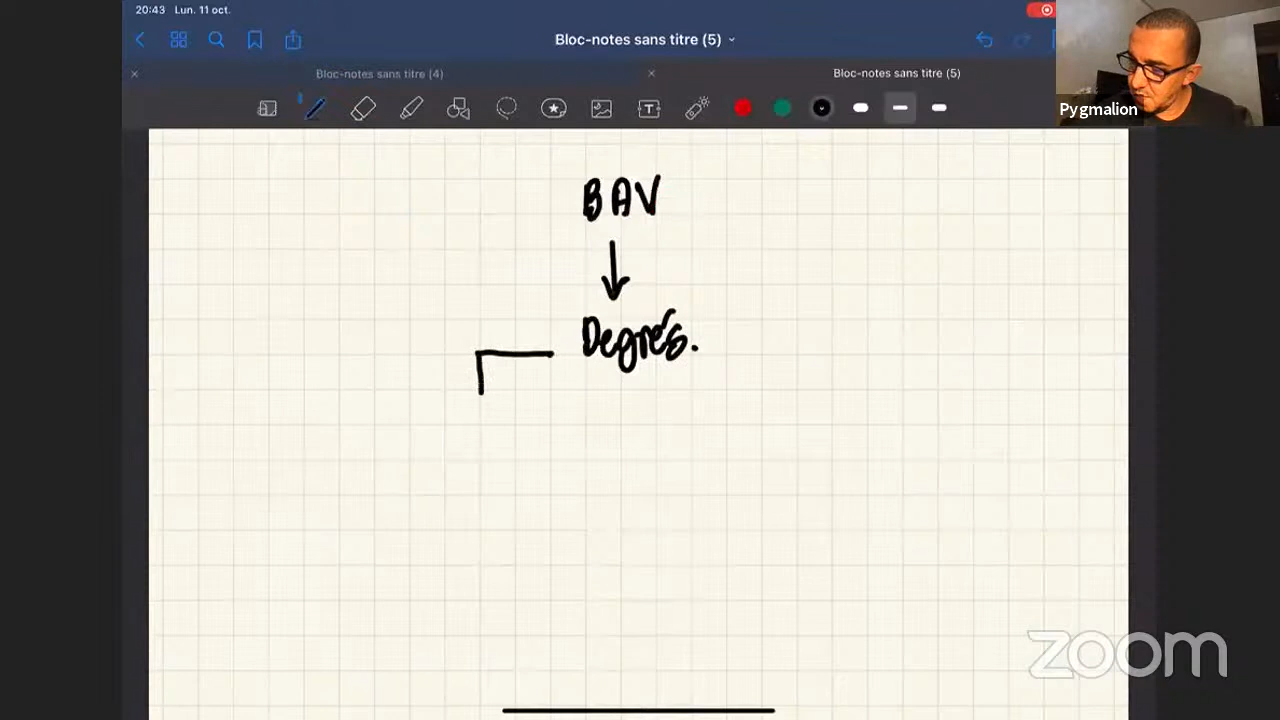 20:43 Lun. 11 oct.
Bloc-notes sans titre (5)
Bloc-notes sans titre (4)
Bloc-notes sans titre (5)
T
Pygmalion
BAV
Degrés.
zoom